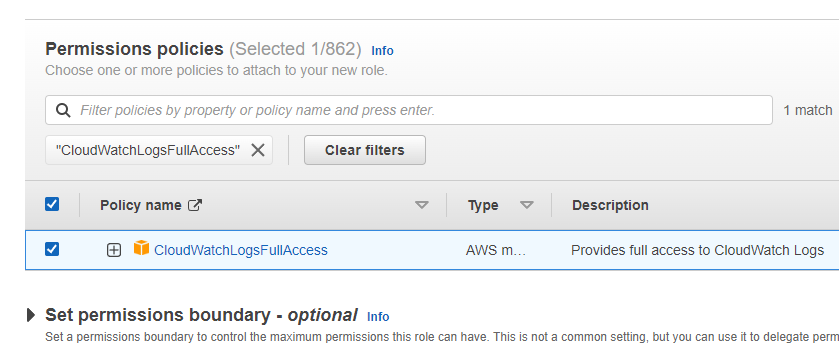 Permissions policies (Selected 1/862) Info
Choose one or more policies to attach to your new role.
Filter policies by property or policy name and press enter. 1 match
"CloudWatchLogsFullAccess" Clear filters
Policy name Type Description
CloudWatchLogsFullAccess AWS m... Provides full access to CloudWatch Logs
Set permissions boundary - optional Info
Set a permissions boundary to control the maximum permissions this role can have. This is not a common setting, but you can use it to delegate perm